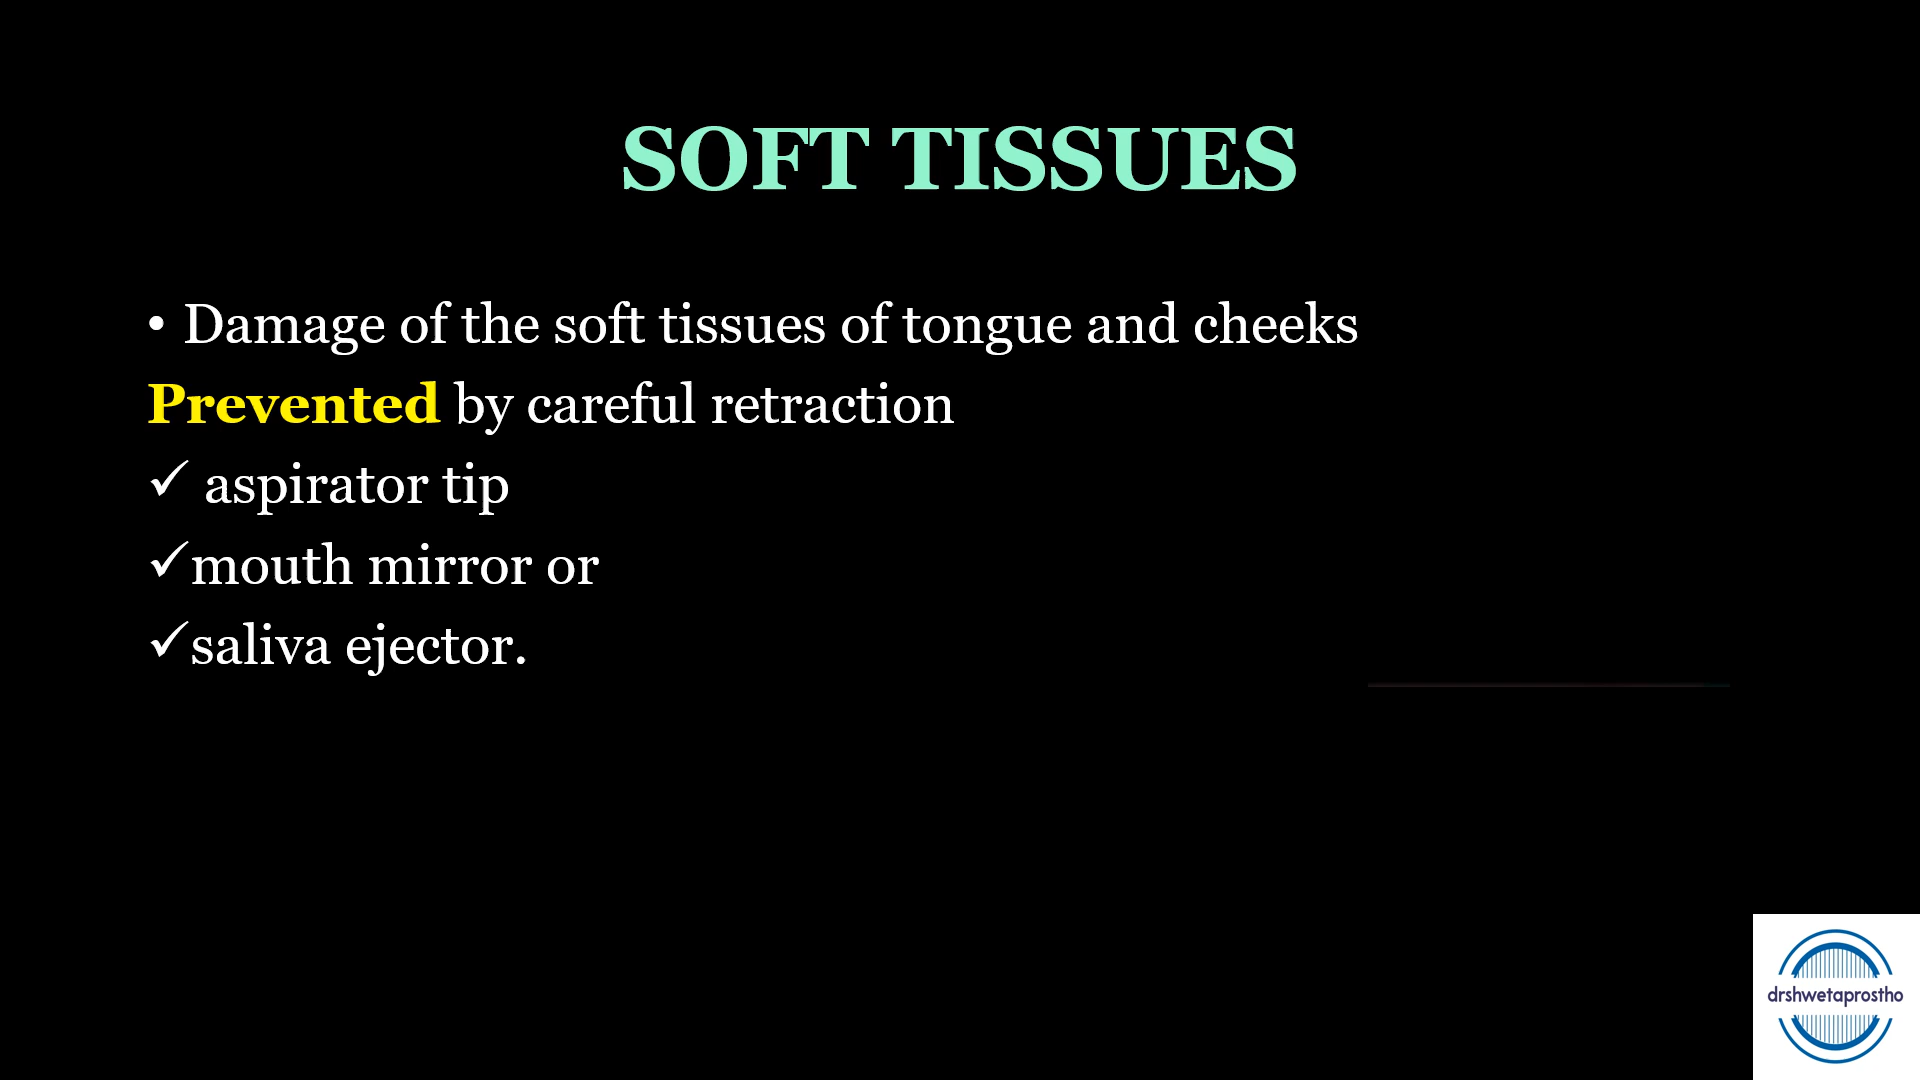 SOFT TISSUES
• Damage of the soft tissues of tongue and cheeks
Prevented by careful retraction
✓ aspirator tip
✓mouth mirror or
✓saliva ejector.
drshwetaprostho